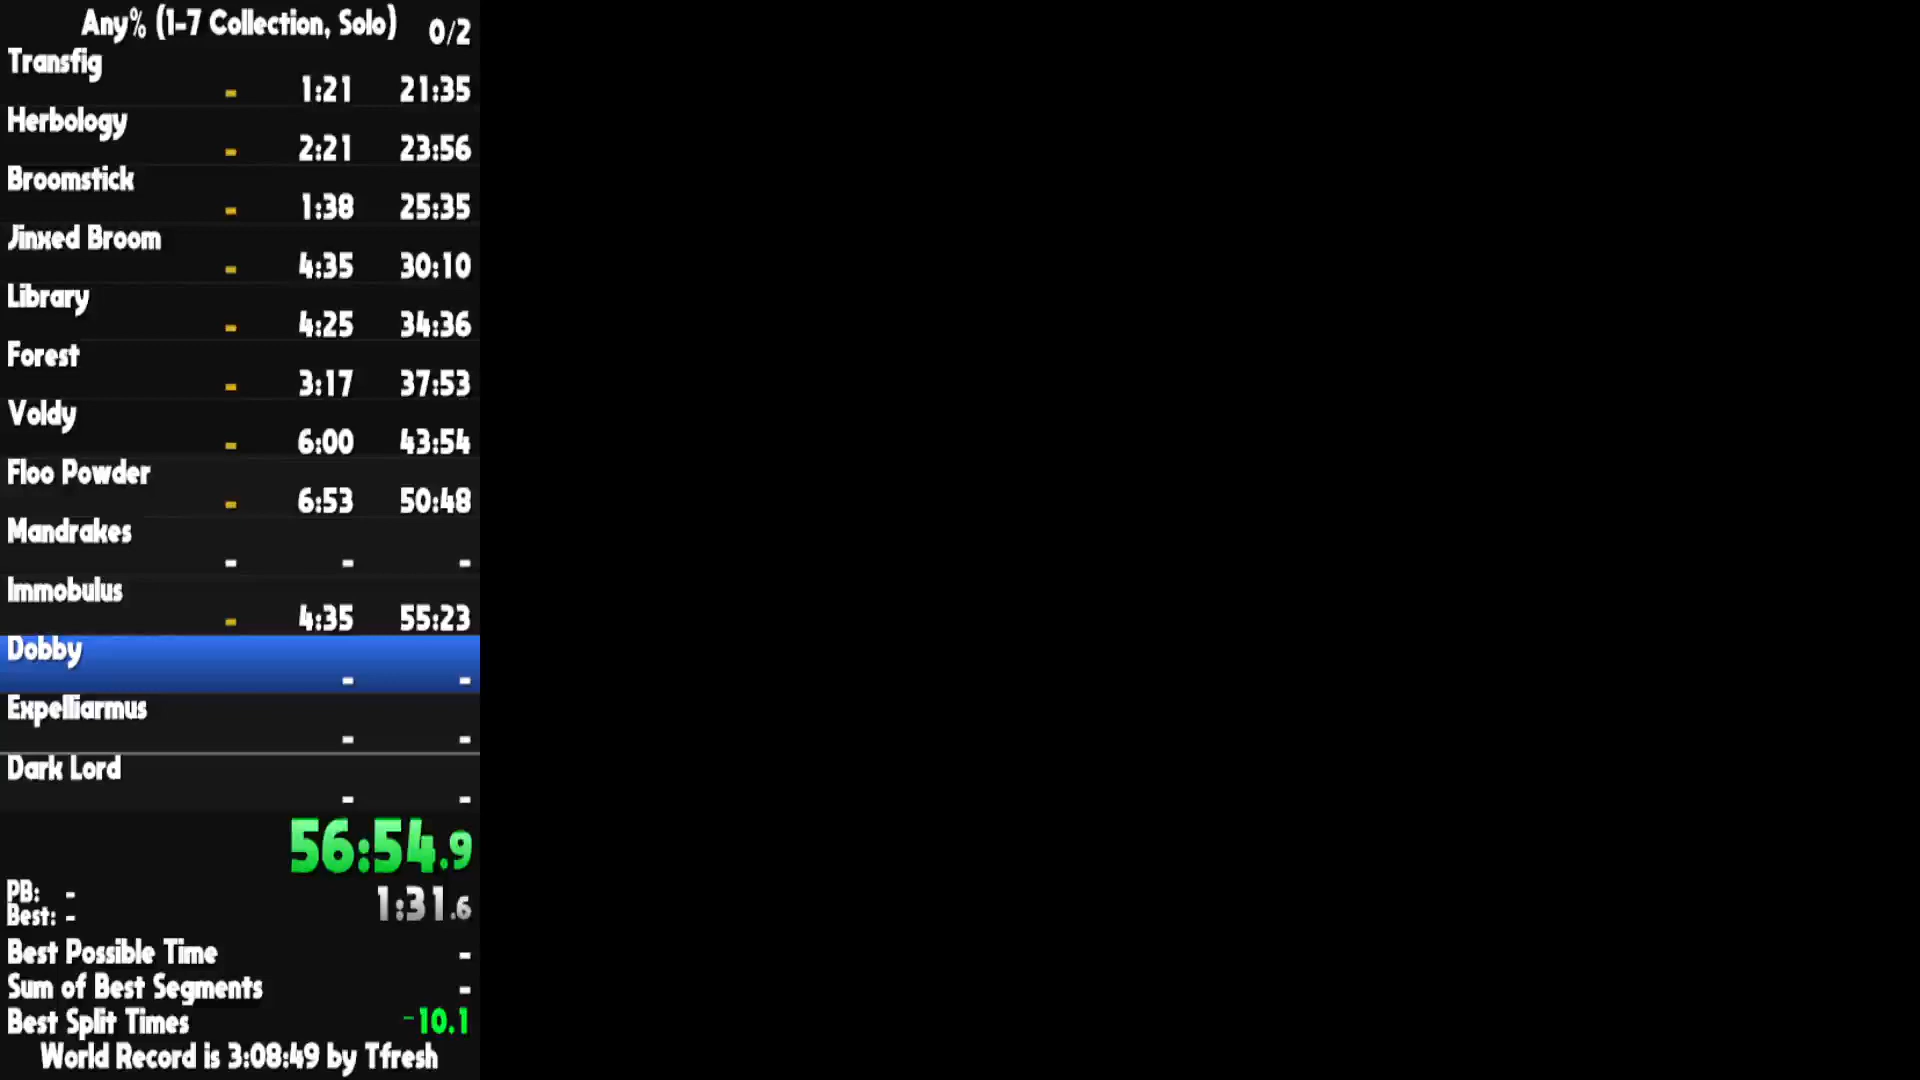 Any% (1-7 Collection, Solo) 0/2
Transfig
- 1:21 21:35
Herbology
- 2:21 23:56
Broomstick
- 1:38 25:35
Jinxed Broom
- 4:35 30:10
Library
- 4:25 34:36
Forest
- 3:17 37:53
Voldy
- 6:00 43:54
Floo Powder
- 6:53 50:48
Mandrakes
- - -
Immobulus
- 4:35 55:23
Dobby
- -
Expelliarmus
- -
Dark Lord
- -
56:54.9
PB: - 1:31.6
Best: -
Best Possible Time -
Sum of Best Segments -
Best Split Times -10.1
World Record is 3:08:49 by Tfresh